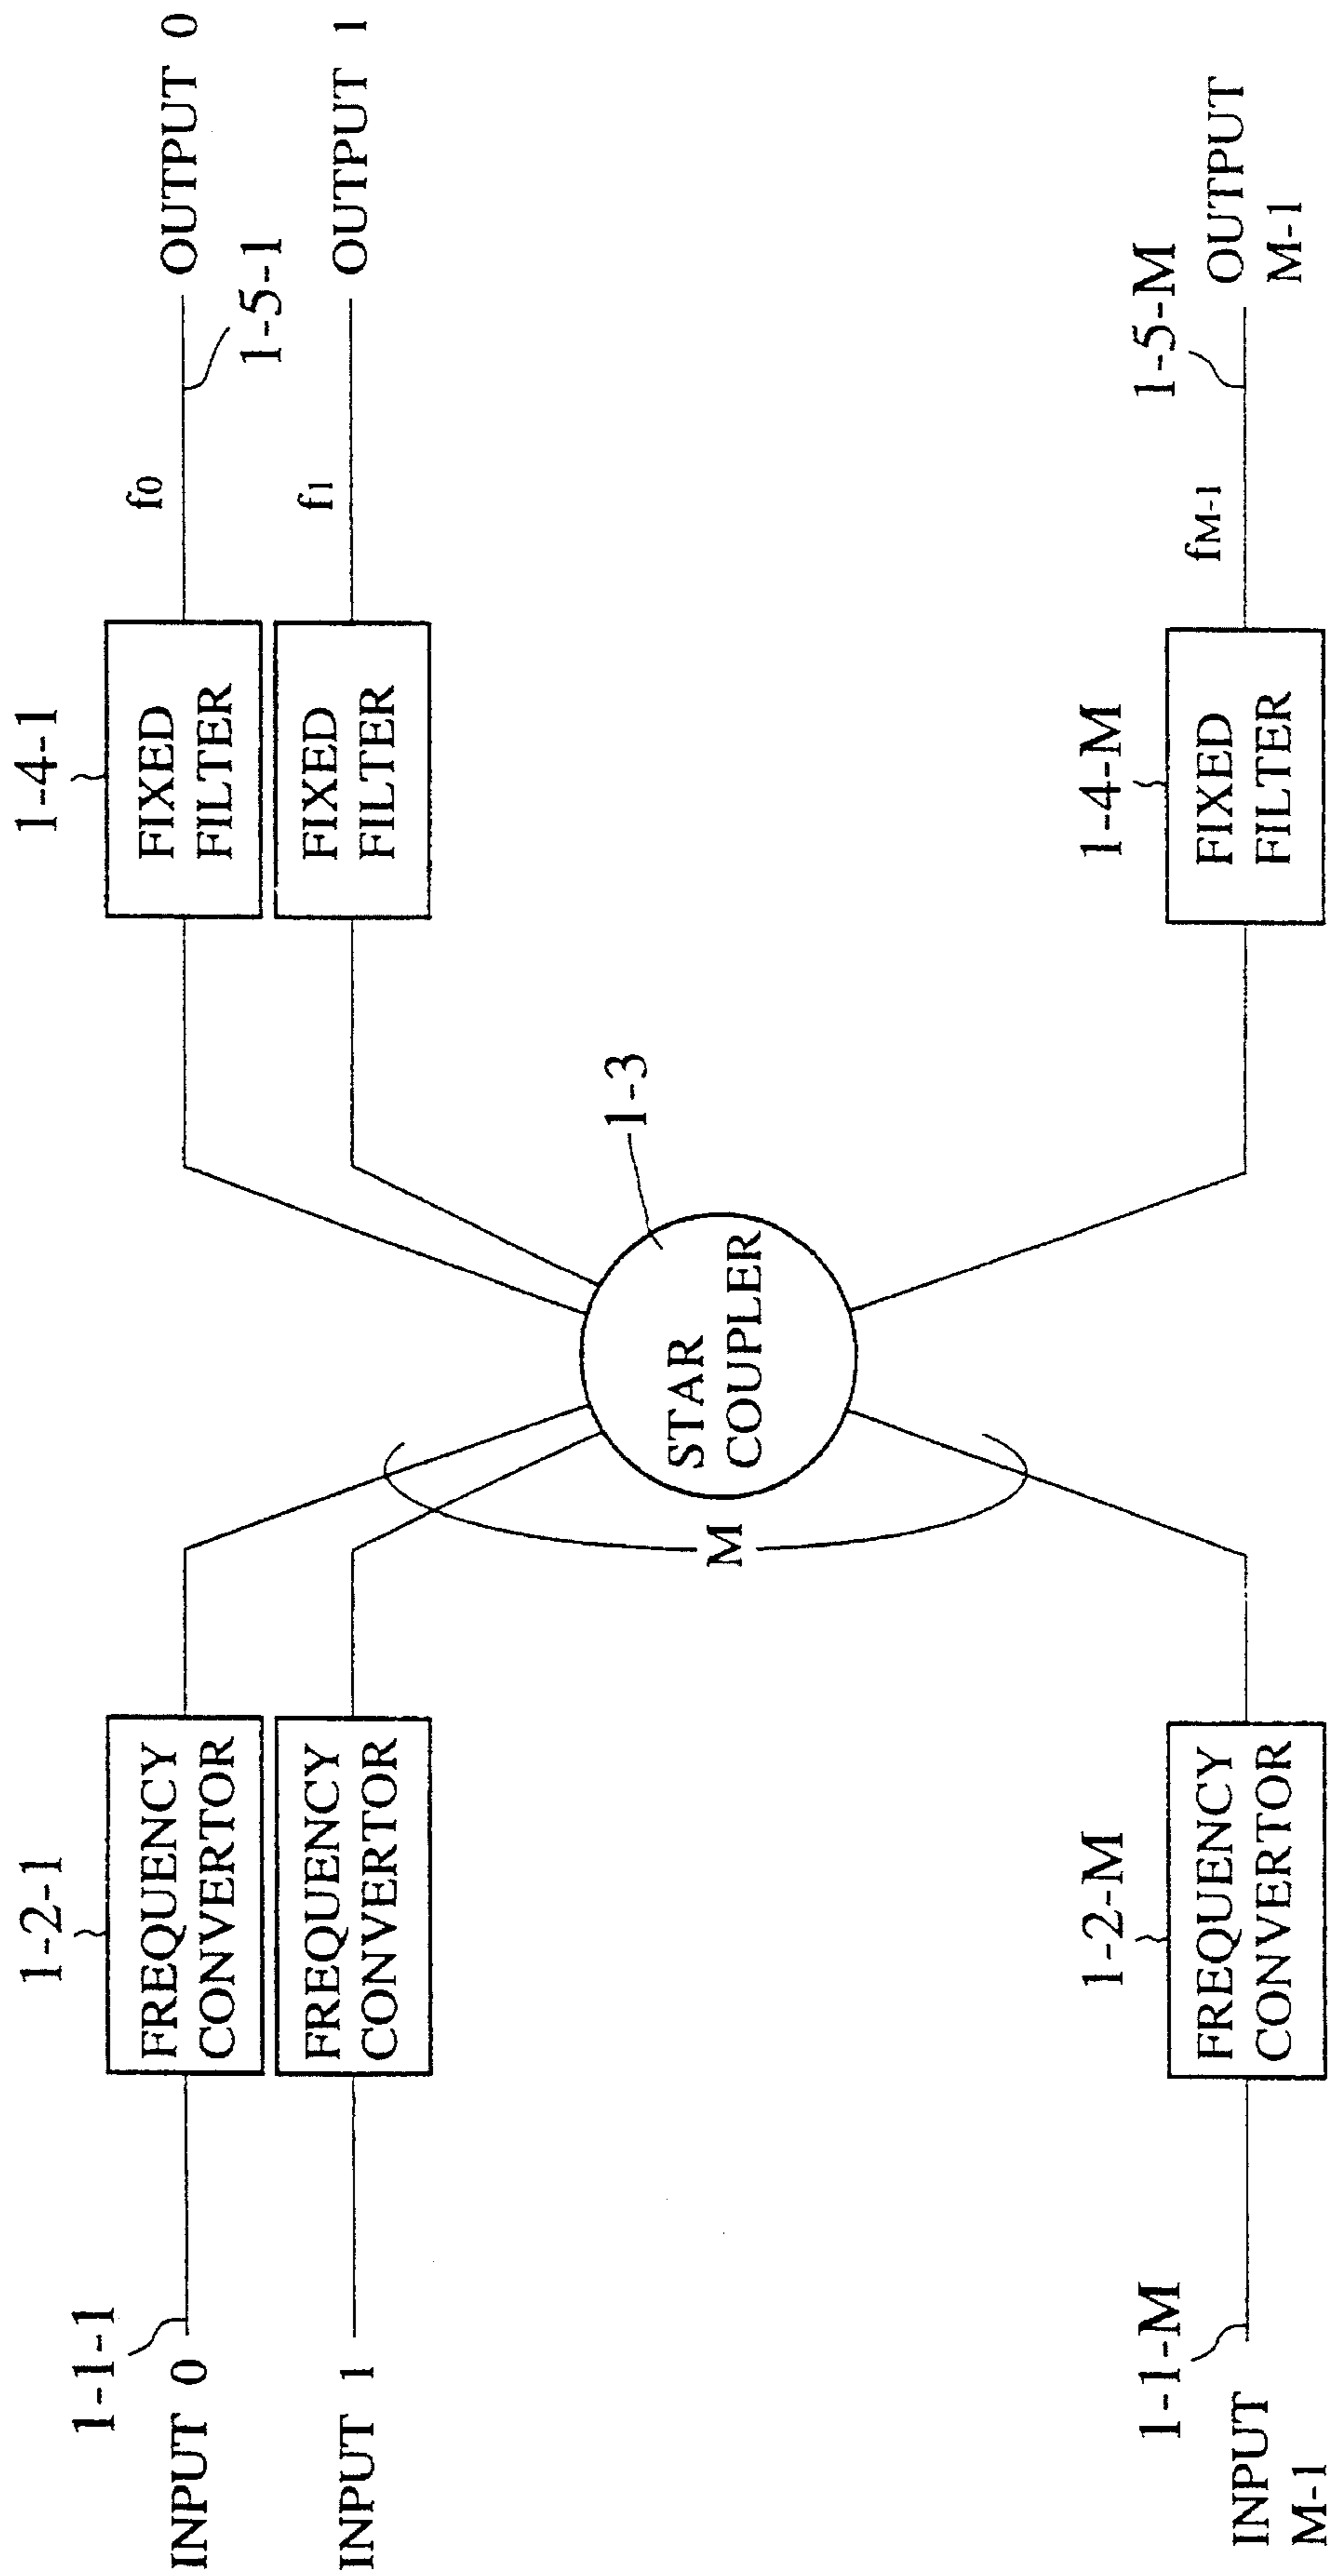 1-1-1
INPUT 0
INPUT 1
1-1-M
INPUT
M-1
1-2-1
FREQUENCY
CONVERTOR
FREQUENCY
CONVERTOR
1-2-M
FREQUENCY
CONVERTOR
M
STAR
COUPLER
1-3
1-4-1
FIXED
FILTER
FIXED
FILTER
1-4-M
FIXED
FILTER
f0
f1
fM-1
OUTPUT 0
1-5-1
OUTPUT 1
1-5-M
OUTPUT
M-1